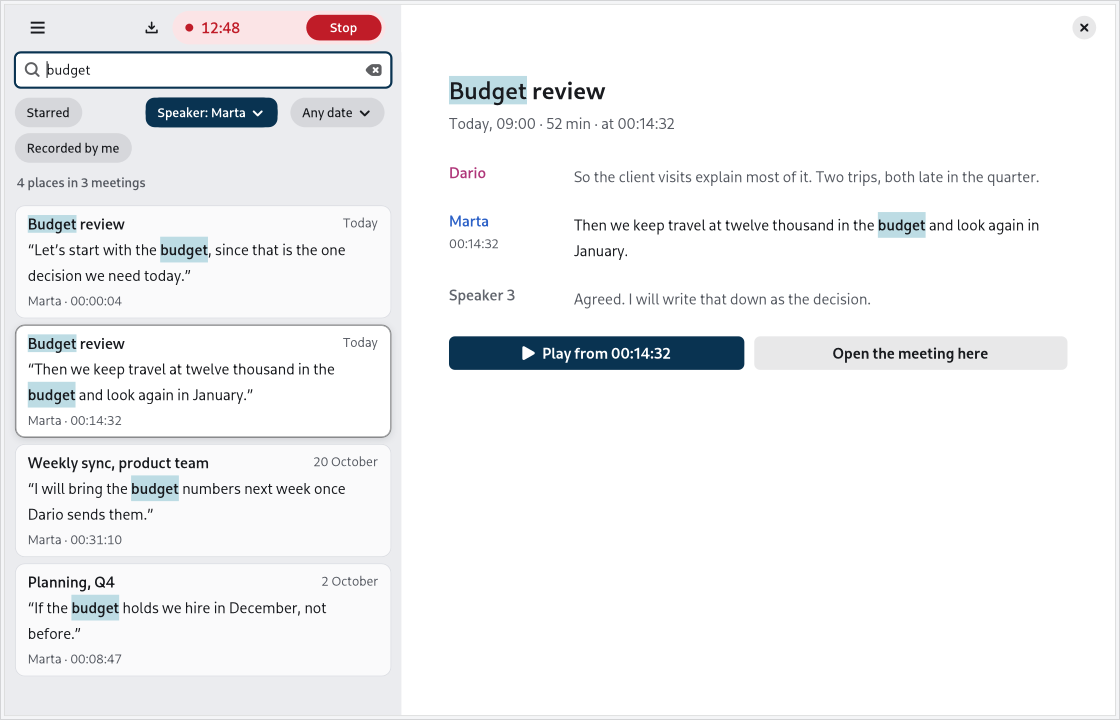 12:48
Stop
budget
Starred
Speaker: Marta
Any date
Recorded by me
4 places in 3 meetings
Budget review
Today
“Let’s start with the budget, since that is the one
decision we need today.”
Marta · 00:00:04
Budget review
Today
“Then we keep travel at twelve thousand in the
budget and look again in January.”
Marta · 00:14:32
Weekly sync, product team
20 October
“I will bring the budget numbers next week once
Dario sends them.”
Marta · 00:31:10
Planning, Q4
2 October
“If the budget holds we hire in December, not
before.”
Marta · 00:08:47
Budget review
Today, 09:00 · 52 min · at 00:14:32
Dario
So the client visits explain most of it. Two trips, both late in the quarter.
Marta
00:14:32
Then we keep travel at twelve thousand in the budget and look again in
January.
Speaker 3
Agreed. I will write that down as the decision.
Play from 00:14:32
Open the meeting here